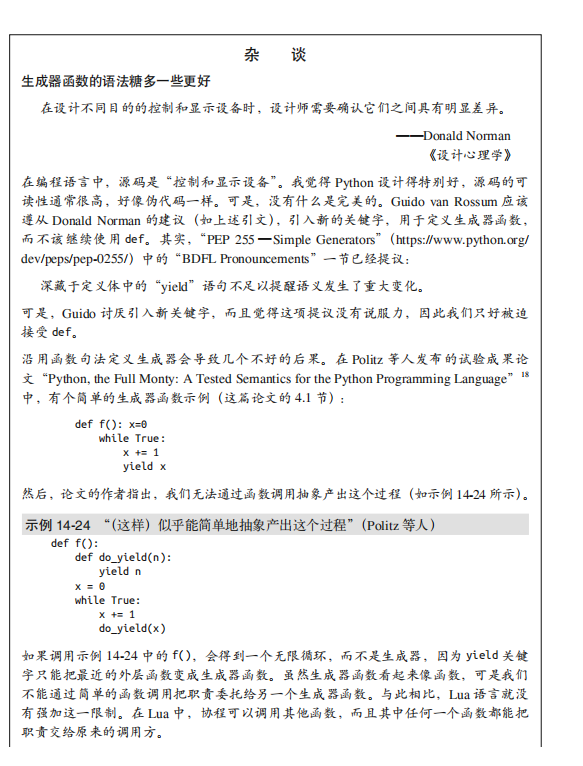 杂 谈
生成器函数的语法糖多一些更好
在设计不同目的的控制和显示设备时，设计师需要确认它们之间具有明显差异。
——Donald Norman
《设计心理学》
在编程语言中，源码是“控制和显示设备”。我觉得 Python 设计得特别好，源码的可
读性通常很高，好像伪代码一样。可是，没有什么是完美的。Guido van Rossum 应该
遵从 Donald Norman 的建议（如上述引文），引入新的关键字，用于定义生成器函数，
而不该继续使用 def。其实，“PEP 255—Simple Generators”（https://www.python.org/
dev/peps/pep-0255/）中的“BDFL Pronouncements”一节已经提议：
深藏于定义体中的“yield”语句不足以提醒语义发生了重大变化。
可是，Guido 讨厌引入新关键字，而且觉得这项提议没有说服力，因此我们只好被迫
接受 def。
沿用函数句法定义生成器会导致几个不好的后果。在 Politz 等人发布的试验成果论
文“Python, the Full Monty: A Tested Semantics for the Python Programming Language”18
中，有个简单的生成器函数示例（这篇论文的 4.1 节）：
def f(): x=0
while True:
x += 1
yield x
然后，论文的作者指出，我们无法通过函数调用抽象产出这个过程（如示例 14-24 所示）。
示例 14-24 “（这样）似乎能简单地抽象产出这个过程”（Politz 等人）
def f():
def do_yield(n):
yield n
x = 0
while True:
x += 1
do_yield(x)
如果调用示例 14-24 中的 f()，会得到一个无限循环，而不是生成器，因为 yield 关键
字只能把最近的外层函数变成生成器函数。虽然生成器函数看起来像函数，可是我们
不能通过简单的函数调用把职责委托给另一个生成器函数。与此相比，Lua 语言就没
有强加这一限制。在 Lua 中，协程可以调用其他函数，而且其中任何一个函数都能把
职责交给原来的调用方。